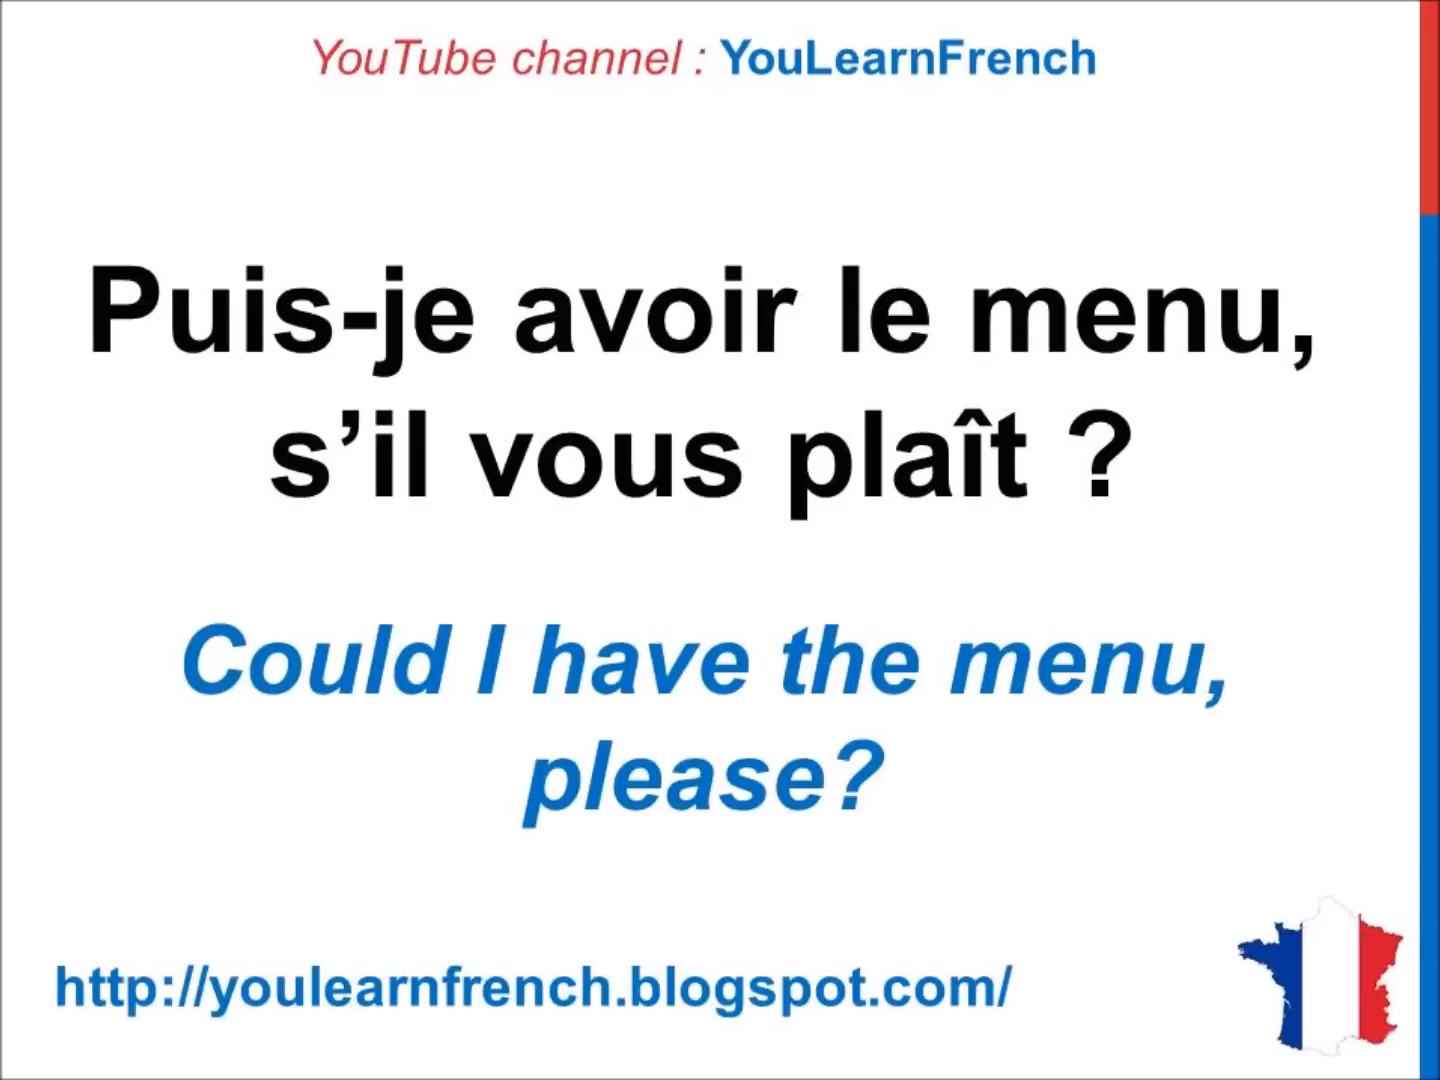 YouTube channel : YouLearnFrench
Puis-je avoir le menu,
s’il vous plaît ?
Could I have the menu,
please?
http://youlearnfrench.blogspot.com/